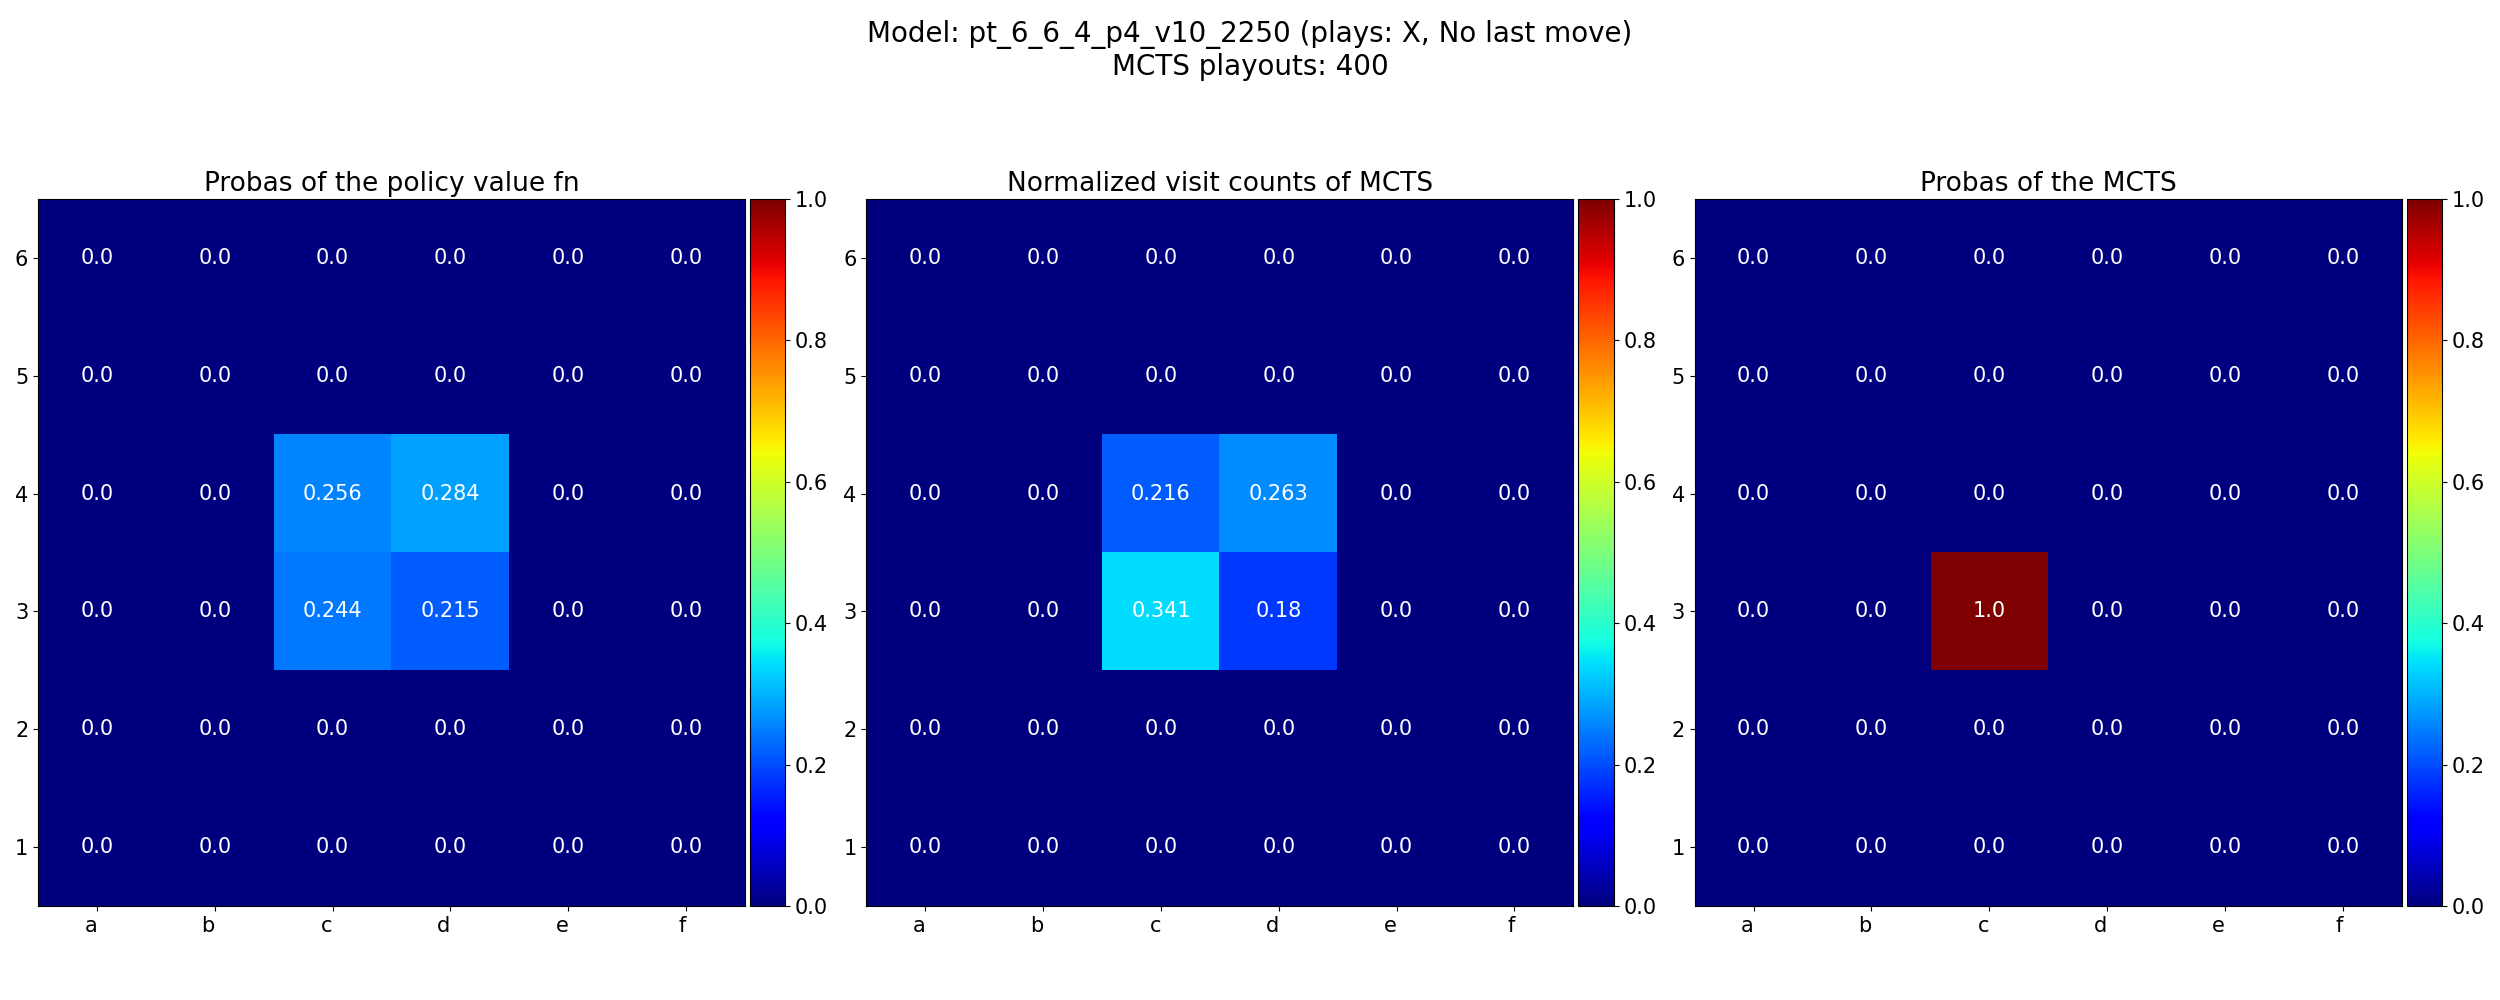 Model: pt_6_6_4_p4_v10_2250 (plays: X, No last move)
MCTS playouts: 400
Probas of the policy value fn
6 0.0 0.0 0.0 0.0 0.0 0.0
5 0.0 0.0 0.0 0.0 0.0 0.0
4 0.0 0.0 0.256 0.284 0.0 0.0
3 0.0 0.0 0.244 0.215 0.0 0.0
2 0.0 0.0 0.0 0.0 0.0 0.0
1 0.0 0.0 0.0 0.0 0.0 0.0
a b c d e f
1.0
0.8
0.6
0.4
0.2
0.0
Normalized visit counts of MCTS
6 0.0 0.0 0.0 0.0 0.0 0.0
5 0.0 0.0 0.0 0.0 0.0 0.0
4 0.0 0.0 0.216 0.263 0.0 0.0
3 0.0 0.0 0.341 0.18 0.0 0.0
2 0.0 0.0 0.0 0.0 0.0 0.0
1 0.0 0.0 0.0 0.0 0.0 0.0
a b c d e f
1.0
0.8
0.6
0.4
0.2
0.0
Probas of the MCTS
6 0.0 0.0 0.0 0.0 0.0 0.0
5 0.0 0.0 0.0 0.0 0.0 0.0
4 0.0 0.0 0.0 0.0 0.0 0.0
3 0.0 0.0 1.0 0.0 0.0 0.0
2 0.0 0.0 0.0 0.0 0.0 0.0
1 0.0 0.0 0.0 0.0 0.0 0.0
a b c d e f
1.0
0.8
0.6
0.4
0.2
0.0